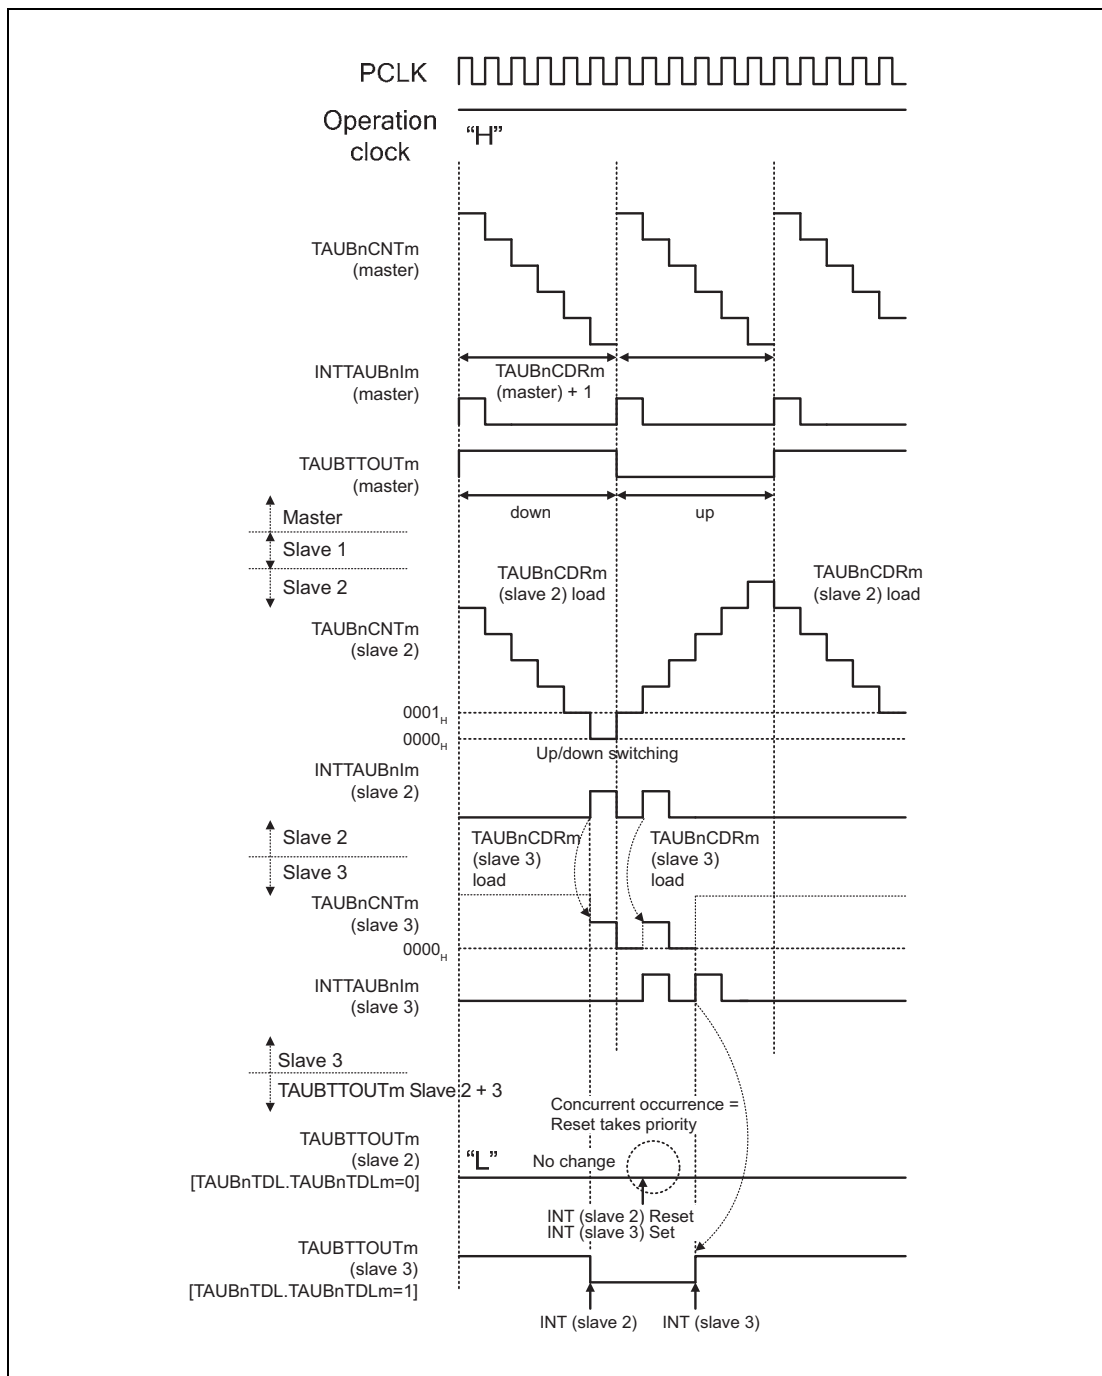 PCLK
Operation
clock
“H”
TAUBnCNTm
(master)
INTTAUBnIm
(master)
TAUBnCDRm
(master) + 1
TAUBTTOUTm
(master)
down
up
Master
Slave 1
Slave 2
TAUBnCDRm
(slave 2) load
TAUBnCDRm
(slave 2) load
TAUBnCNTm
(slave 2)
0001H
0000H
Up/down switching
INTTAUBnIm
(slave 2)
Slave 2
Slave 3
TAUBnCDRm
(slave 3)
load
TAUBnCDRm
(slave 3)
load
TAUBnCNTm
(slave 3)
0000H
INTTAUBnIm
(slave 3)
Slave 3
TAUBTTOUTm Slave 2 + 3
Concurrent occurrence =
Reset takes priority
TAUBTTOUTm
(slave 2)
[TAUBnTDL.TAUBnTDLm=0]
“L”
No change
INT (slave 2) Reset
INT (slave 3) Set
TAUBTTOUTm
(slave 3)
[TAUBnTDL.TAUBnTDLm=1]
INT (slave 2)
INT (slave 3)